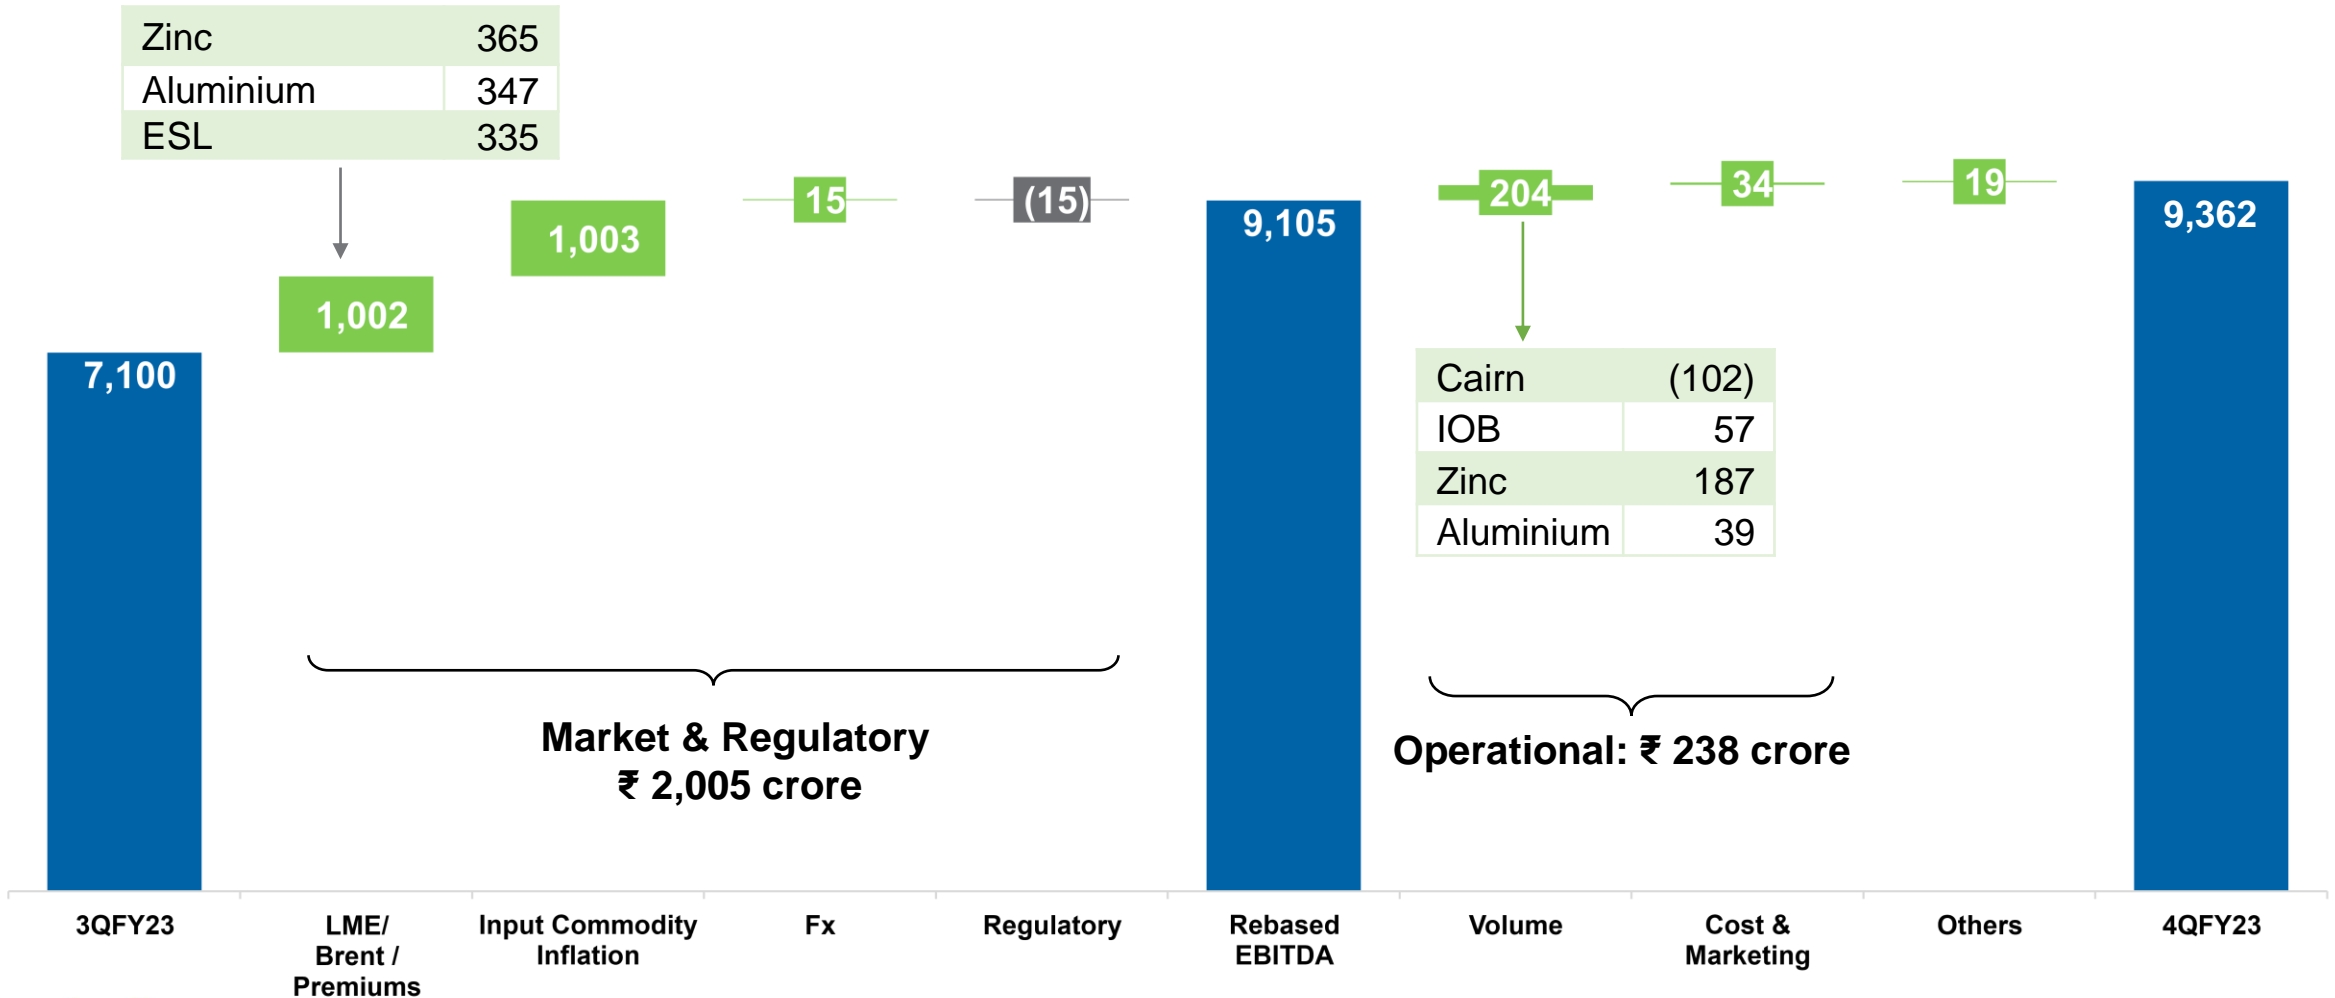 Zinc 365
Aluminium 347
ESL 335
7,100
1,002
1,003
15
(15)
9,105
204
34
19
9,362
Cairn (102)
IOB 57
Zinc 187
Aluminium 39
Market & Regulatory
₹ 2,005 crore
Operational: ₹ 238 crore
3QFY23
LME/
Brent /
Premiums
Input Commodity
Inflation
Fx
Regulatory
Rebased
EBITDA
Volume
Cost &
Marketing
Others
4QFY23